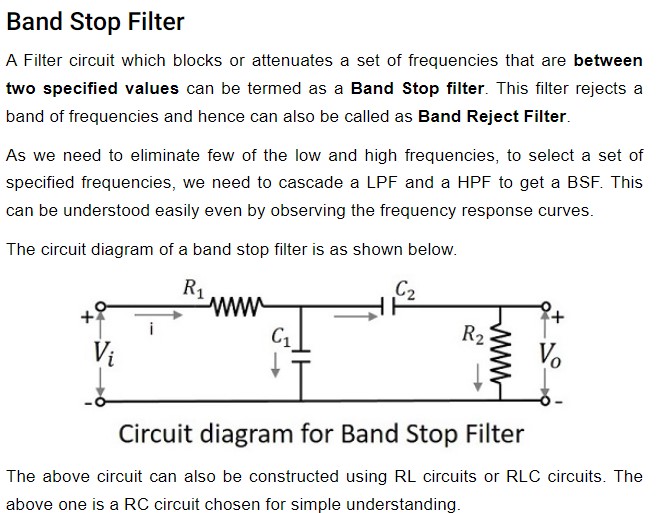 Band Stop Filter
A Filter circuit which blocks or attenuates a set of frequencies that are between
two specified values can be termed as a Band Stop filter. This filter rejects a
band of frequencies and hence can also be called as Band Reject Filter.
As we need to eliminate few of the low and high frequencies, to select a set of
specified frequencies, we need to cascade a LPF and a HPF to get a BSF. This
can be understood easily even by observing the frequency response curves.
The circuit diagram of a band stop filter is as shown below.
R₁ C₂
+ i C₁ R₂ +
Vᵢ Vₒ
- -
Circuit diagram for Band Stop Filter
The above circuit can also be constructed using RL circuits or RLC circuits. The
above one is a RC circuit chosen for simple understanding.